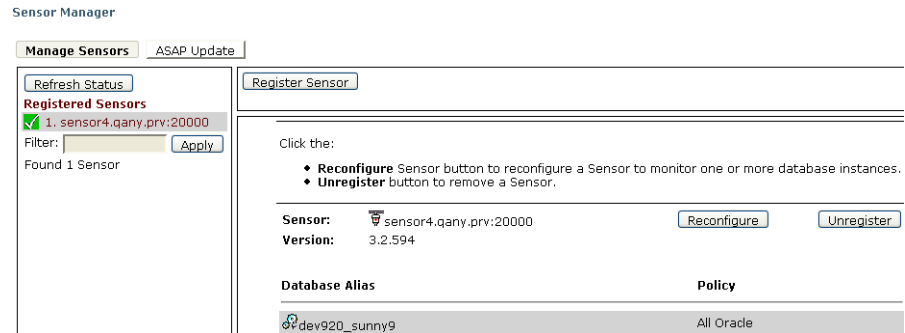 Sensor Manager
Manage Sensors
ASAP Update
Refresh Status
Registered Sensors
1. sensor4.qany.prv:20000
Filter:
Apply
Found 1 Sensor
Register Sensor
Click the:
Reconfigure Sensor button to reconfigure a Sensor to monitor one or more database instances.
Unregister button to remove a Sensor.
Sensor: sensor4.qany.prv:20000 Reconfigure Unregister
Version: 3.2.594
Database Alias Policy
dev920_sunny9 All Oracle